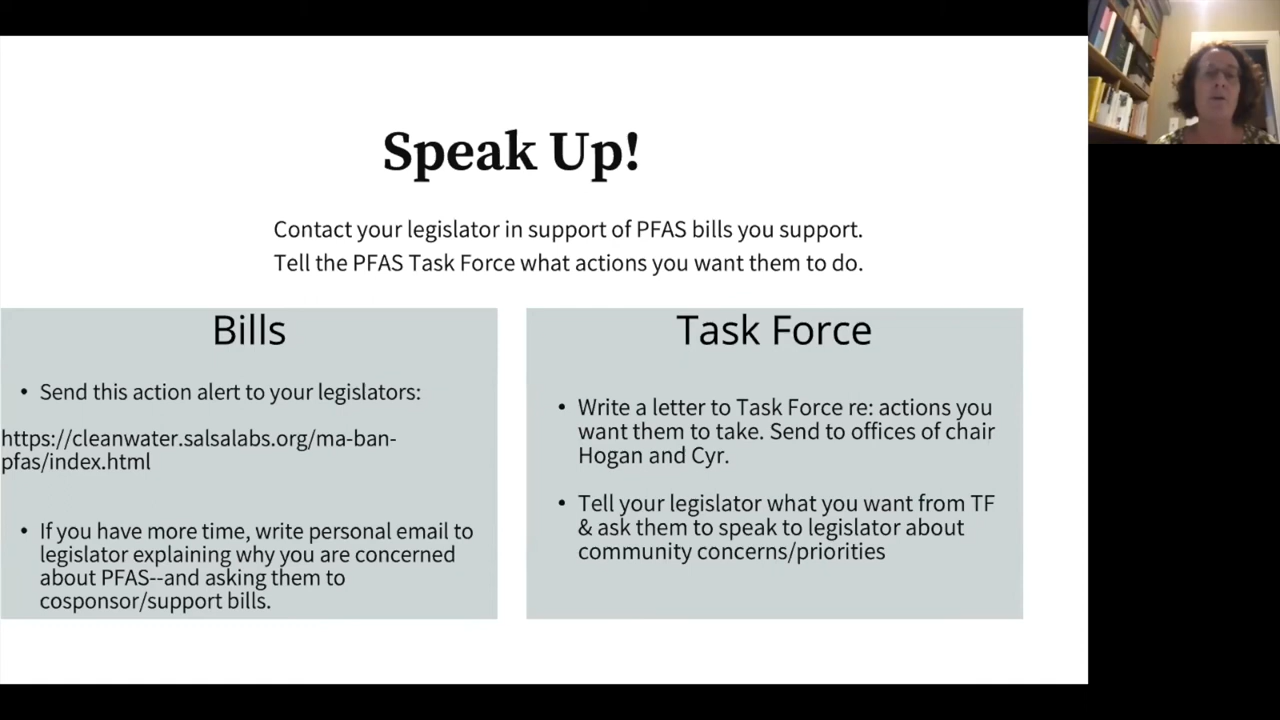 Speak Up!
Contact your legislator in support of PFAS bills you support.
Tell the PFAS Task Force what actions you want them to do.
Bills
• Send this action alert to your legislators:
https://cleanwater.salsalabs.org/ma-ban-
pfas/index.html
• If you have more time, write personal email to
legislator explaining why you are concerned
about PFAS--and asking them to
cosponsor/support bills.
Task Force
• Write a letter to Task Force re: actions you
want them to take. Send to offices of chair
Hogan and Cyr.
• Tell your legislator what you want from TF
& ask them to speak to legislator about
community concerns/priorities